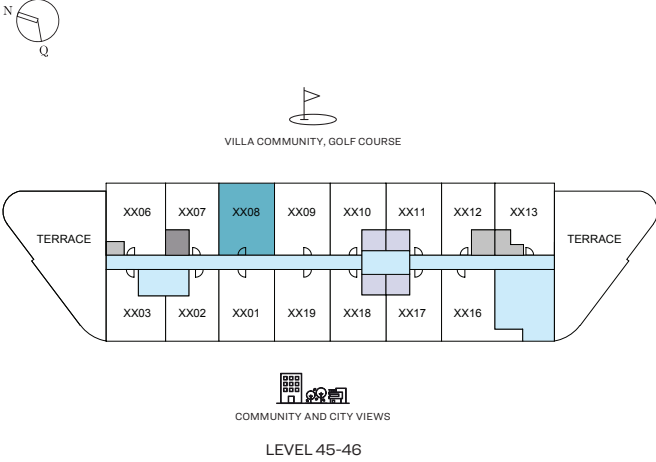 N
Q
VILLA COMMUNITY, GOLF COURSE
XX06 XX07 XX08 XX09 XX10 XX11 XX12 XX13
TERRACE TERRACE
XX03 XX02 XX01 XX19 XX18 XX17 XX16
COMMUNITY AND CITY VIEWS
LEVEL 45-46